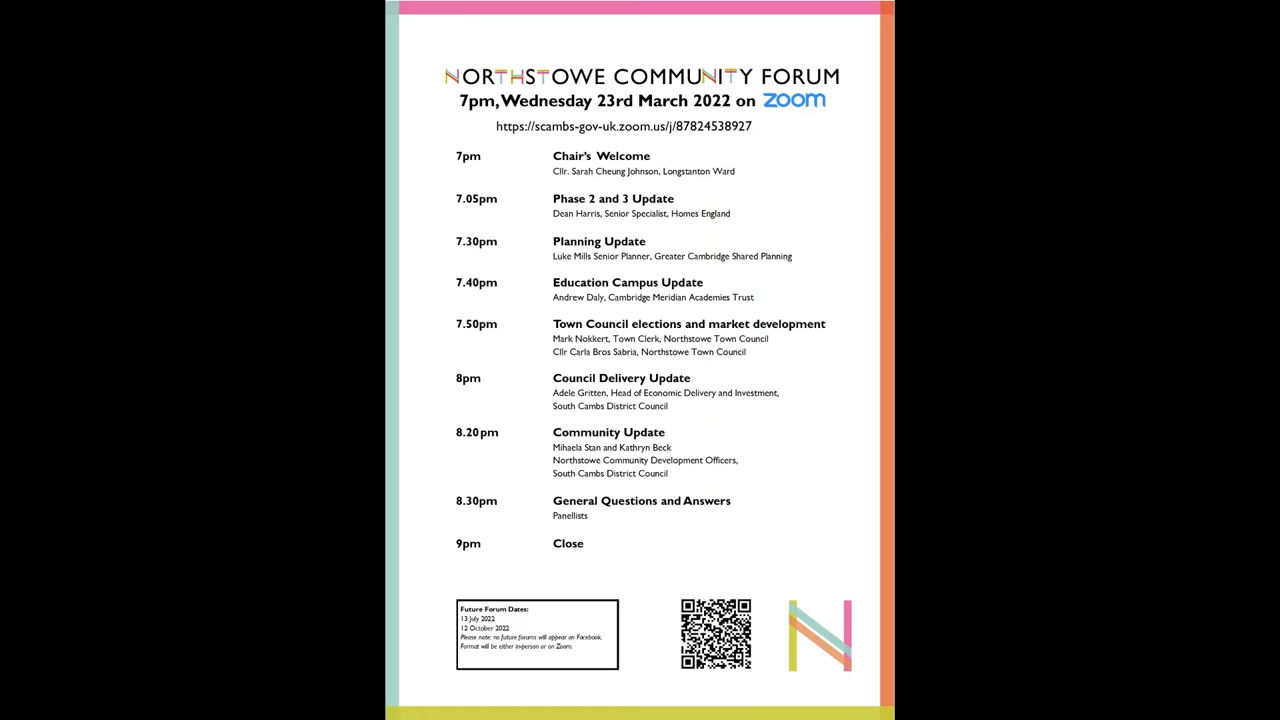 NORTHSTOWE COMMUNITY FORUM
7pm, Wednesday 23rd March 2022 on zoom
https://scambs-gov-uk.zoom.us/j/87824538927
7pm Chair's Welcome
Cllr. Sarah Cheung Johnson, Longstanton Ward
7.05pm Phase 2 and 3 Update
Dean Harris, Senior Specialist, Homes England
7.30pm Planning Update
Luke Mills Senior Planner, Greater Cambridge Shared Planning
7.40pm Education Campus Update
Andrew Daly, Cambridge Meridian Academies Trust
7.50pm Town Council elections and market development
Mark Nokkert, Town Clerk, Northstowe Town Council
Cllr Carla Bros Sabria, Northstowe Town Council
8pm Council Delivery Update
Adele Gritten, Head of Economic Delivery and Investment,
South Cambs District Council
8.20pm Community Update
Mihaela Stan and Kathryn Beck
Northstowe Community Development Officers,
South Cambs District Council
8.30pm General Questions and Answers
Panellists
9pm Close
Future Forum Dates:
13 July 2022
12 October 2022
Please note: no future forums will appear on Facebook.
Format will be either in-person or on Zoom.
N